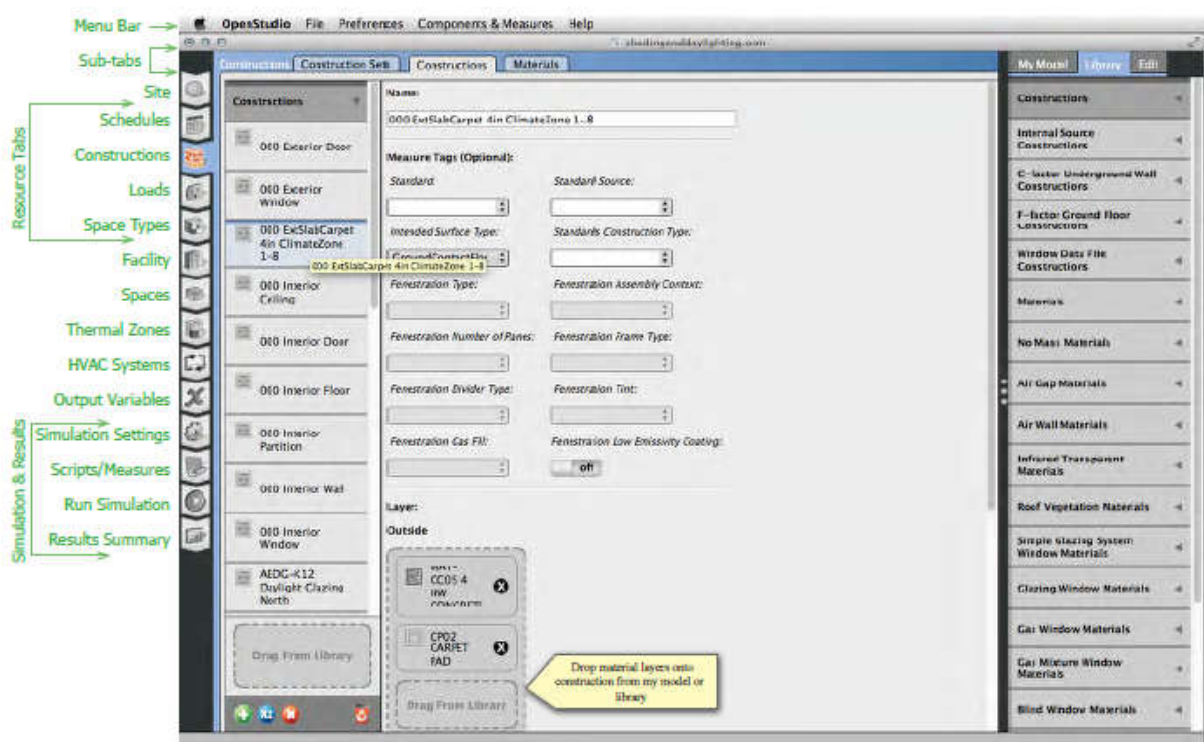 Menu Bar
OpenStudio File Preferences Components & Measures Help
Sub-tabs
Site
Schedules
Constructions
Loads
Space Types
Facility
Spaces
Thermal Zones
HVAC Systems
Output Variables
Simulation Settings
Scripts/Measures
Run Simulation
Results Summary
Resource Tabs
Simulation & Results
Constructions Construction Sets Constructions Materials
Constructions
000 Exterior Door
000 Exterior
Window
000 ExtSlabCarpet
4in ClimateZone
1-8
000 ExtSlabCarpet 4in ClimateZone 1-8
000 Interior
Ceiling
000 Interior Door
000 Interior Floor
000 Interior
Partition
000 Interior Wall
000 Interior
Window
AEDG-K12
Daylight Glazing
North
Drag From Library
Name:
000 ExtSlabCarpet 4in ClimateZone 1-8
Measure Tags (Optional):
Standard: Standard Source:
Intended Surface Type: Standards Construction Type:
GroundContactFlo
Fenestration Type: Fenestration Assembly Context:
Fenestration Number of Panes: Fenestration Frame Type:
Fenestration Divider Type: Fenestration Tint:
Fenestration Gas Fill: Fenestration Low Emissivity Coating:
off
Layer:
Outside
CC05 4
HW
CONCRETE
CP02
CARPET
PAD
Drag From Library
Drop material layers onto
construction from my model or
library
My Model Library Edit
Constructions
Internal Source
Constructions
C-factor Underground Wall
Constructions
F-factor Ground Floor
Constructions
Window Data File
Constructions
Materials
No Mass Materials
Air Gap Materials
Air Wall Materials
Infrared Transparent
Materials
Roof Vegetation Materials
Simple Glazing System
Window Materials
Glazing Window Materials
Gas Window Materials
Gas Mixture Window
Materials
Blind Window Materials